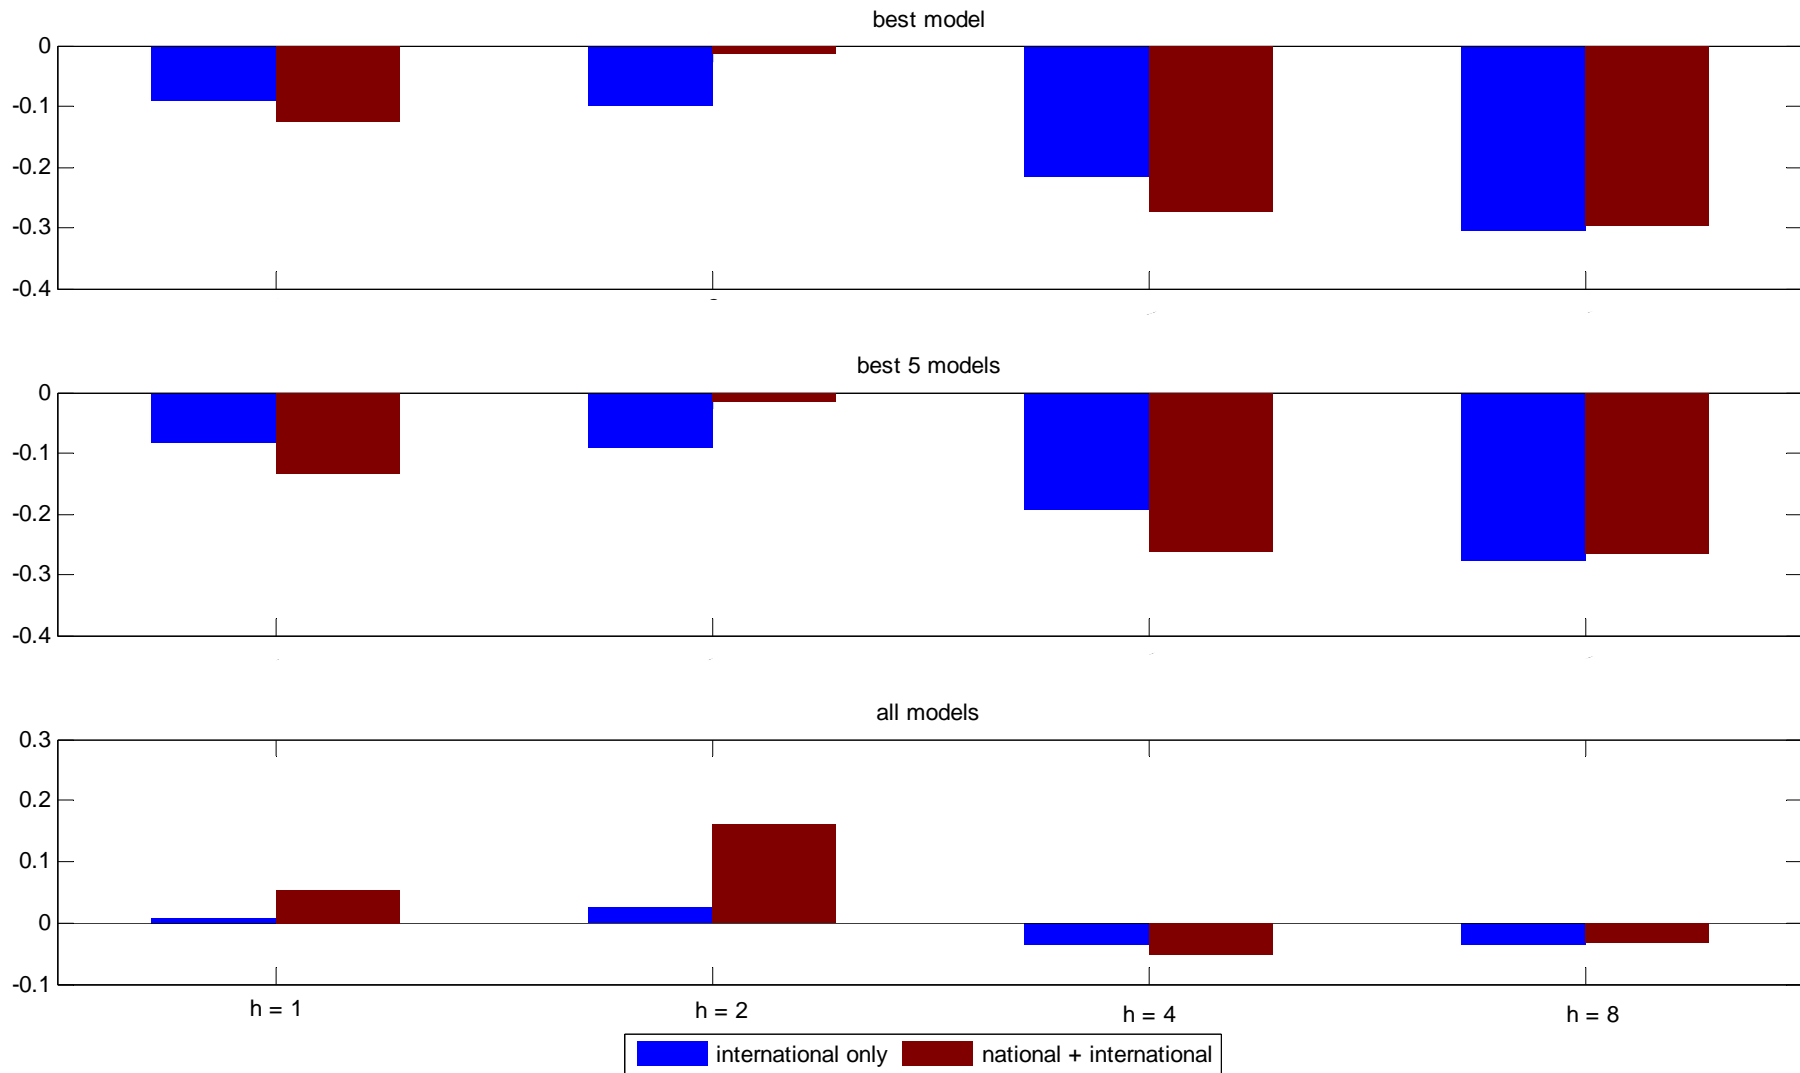 best model
0
-0.1
-0.2
-0.3
-0.4
best 5 models
0
-0.1
-0.2
-0.3
-0.4
all models
0.3
0.2
0.1
0
-0.1
h = 1
h = 2
h = 4
h = 8
international only
national + international